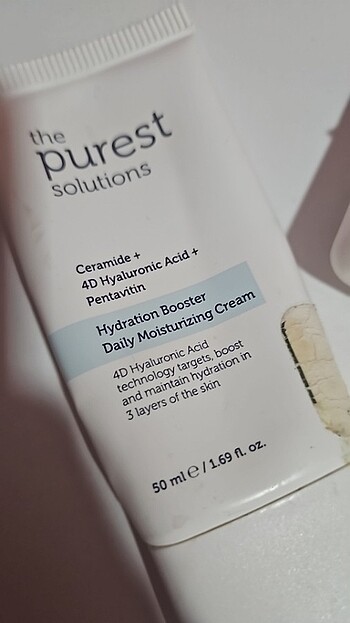 the
purest
solutions
Ceramide +
4D Hyaluronic Acid +
Pentavitin
Hydration Booster
Daily Moisturizing Cream
4D Hyaluronic Acid
technology targets, boost
and maintain hydration in
3 layers of the skin
50 ml ℮ / 1.69 fl. oz.